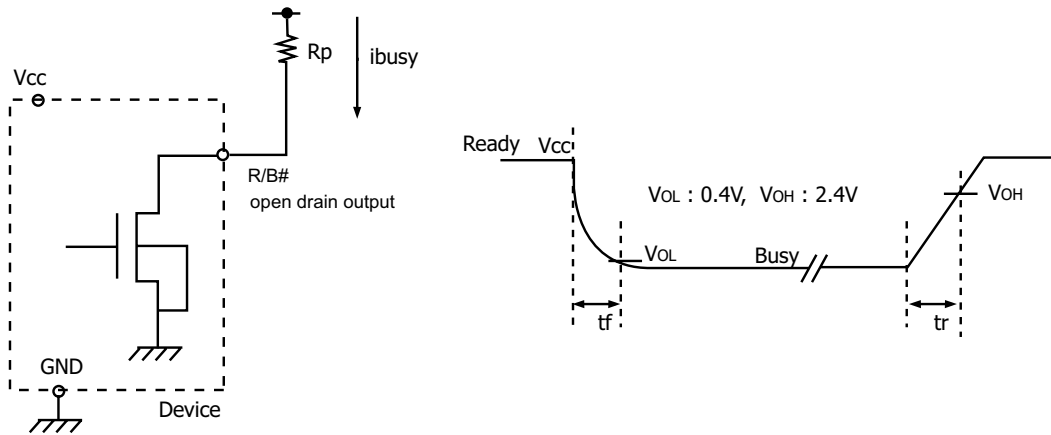 Rp
ibusy
Vcc
R/B#
open drain output
GND
Device
Ready
Vcc
VOL : 0.4V, VOH : 2.4V
VOH
VOL
Busy
tf
tr